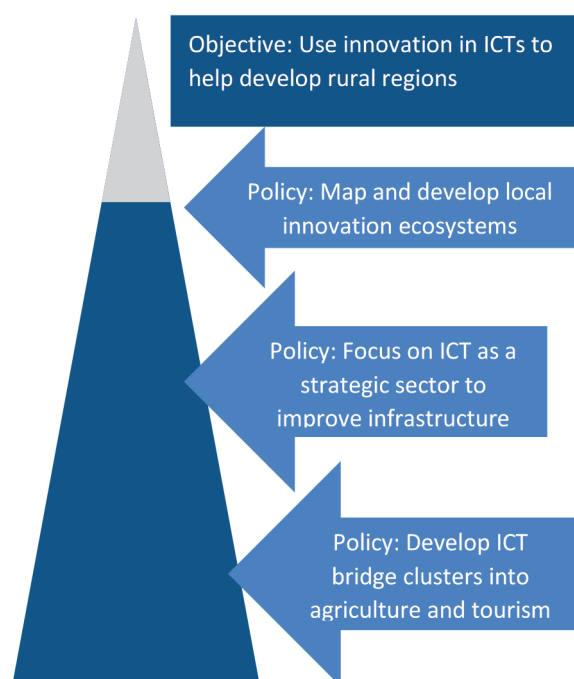 Objective: Use innovation in ICTs to
help develop rural regions
Policy: Map and develop local
innovation ecosystems
Policy: Focus on ICT as a
strategic sector to
improve infrastructure
Policy: Develop ICT
bridge clusters into
agriculture and tourism